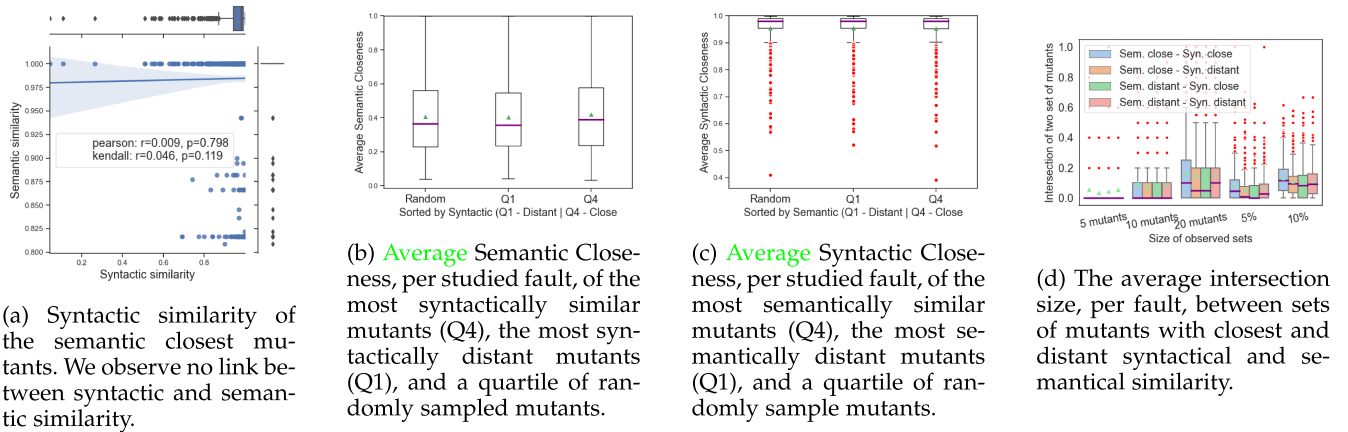 1.000
0.975
0.950
0.925
0.900
0.875
0.850
0.825
0.800
Semantic similarity
pearson: r=0.009, p=0.798
kendall: r=0.046, p=0.119
0.2 0.4 0.6 0.8
Syntactic similarity
(a) Syntactic similarity of
the semantic closest mu-
tants. We observe no link be-
tween syntactic and seman-
tic similarity.
1.0
0.8
0.6
0.4
0.2
0.0
Average Semantic Closeness
Random Q1 Q4
Sorted by Syntactic (Q1 - Distant | Q4 - Close
(b) Average Semantic Close-
ness, per studied fault, of the
most syntactically similar
mutants (Q4), the most syn-
tactically distant mutants
(Q1), and a quartile of ran-
domly sampled mutants.
1.0
0.9
0.8
0.7
0.6
0.5
0.4
Average Syntactic Closeness
Random Q1 Q4
Sorted by Semantic (Q1 - Distant | Q4 - Close
(c) Average Syntactic Close-
ness, per studied fault, of the
most semantically similar
mutants (Q4), the most se-
mantically distant mutants
(Q1), and a quartile of ran-
domly sample mutants.
1.0
0.8
0.6
0.4
0.2
0.0
Intersection of two set of mutants
Sem. close - Syn. close
Sem. close - Syn. distant
Sem. distant - Syn. close
Sem. distant - Syn. distant
5 mutants 10 mutants 20 mutants 5% 10%
Size of observed sets
(d) The average intersection
size, per fault, between sets
of mutants with closest and
distant syntactical and se-
mantical similarity.